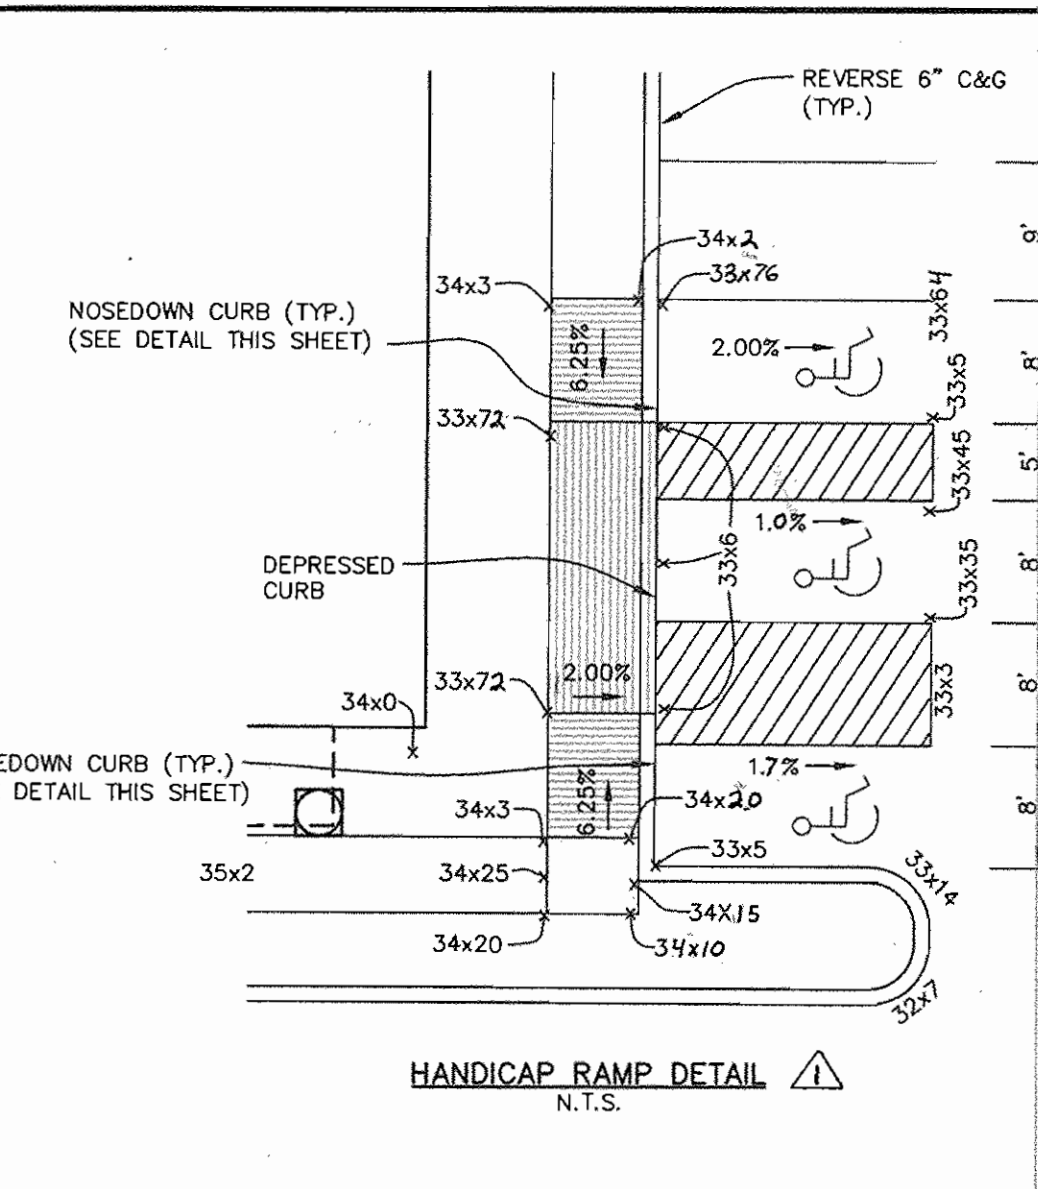 REVERSE 6" C&G
(TYP.)
9'
34x2
33x76
34x3
33x64
NOSEDOWN CURB (TYP.)
(SEE DETAIL THIS SHEET)
6.25%
2.00%
8'
33x5
33x72
5'
33x45
1.0%
DEPRESSED
CURB
33x6
8'
33x35
33x72
2.00%
33x3
8'
34x0
EDOWN CURB (TYP.)
DETAIL THIS SHEET)
1.7%
6.25%
34x3
34x20
8'
33x5
35x2
34x25
33x14
34X15
34x20
34x10
32x7
HANDICAP RAMP DETAIL
1
N.T.S.